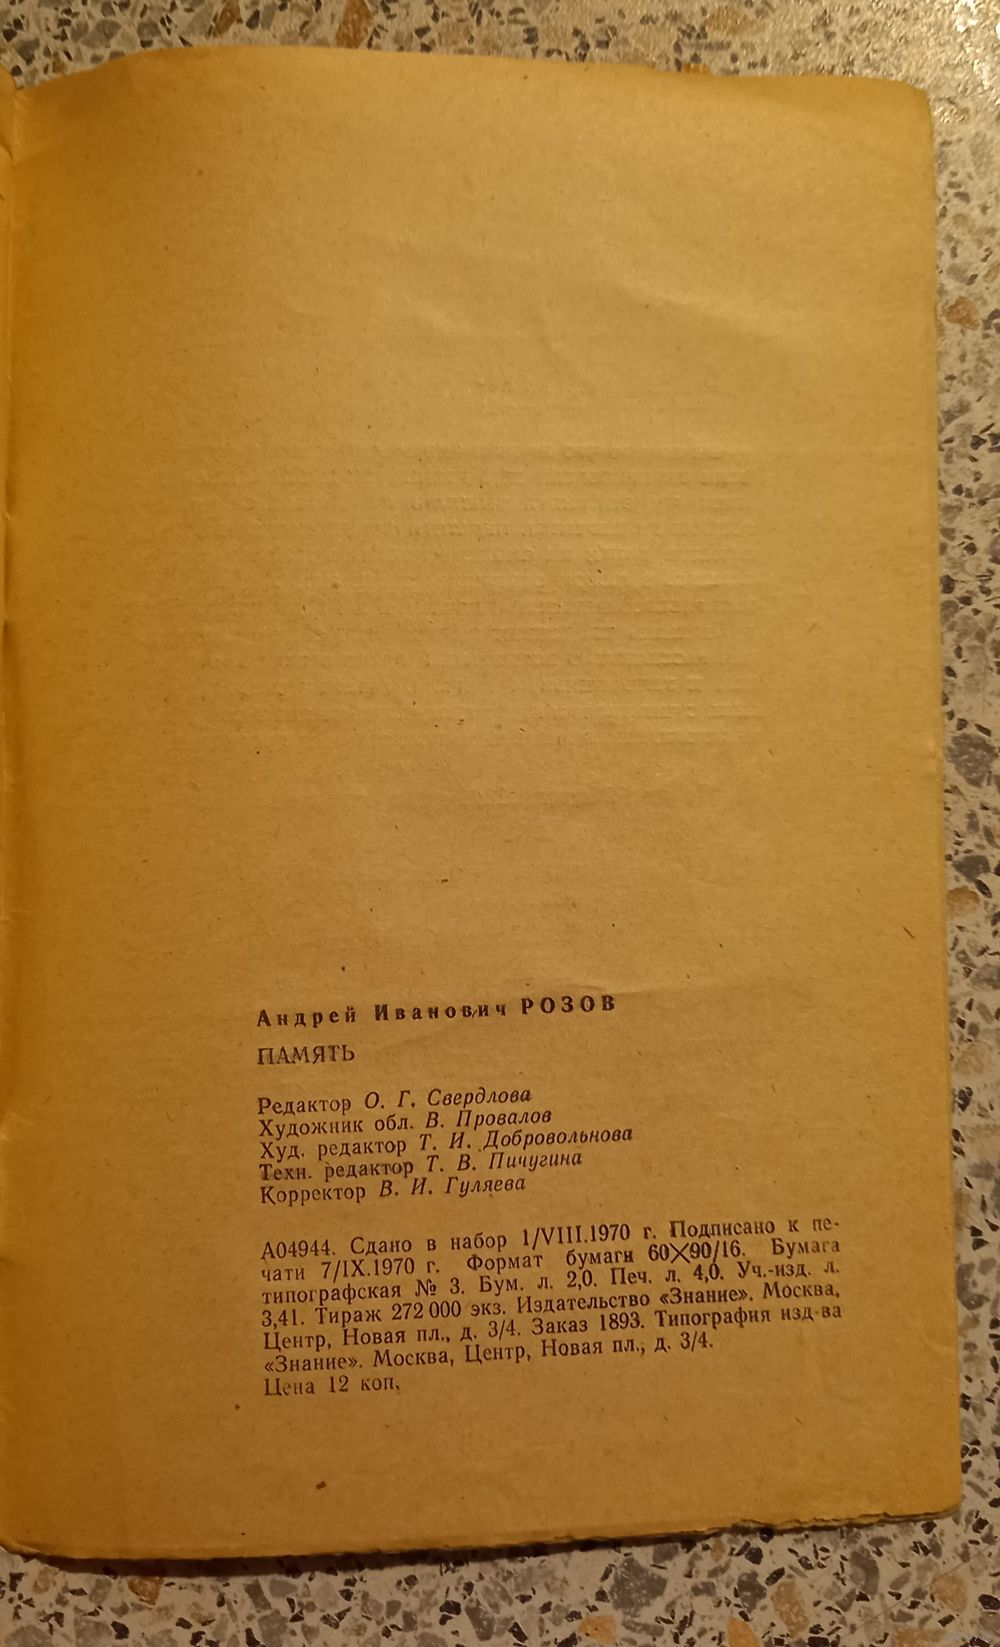 Андрей Иванович РОЗОВ
ПАМЯТЬ
Редактор О. Г. Свердлова
Художник обл. В. Провалов
Худ. редактор Т. И. Добровольнова
Техн. редактор Т. В. Пичугина
Корректор В. И. Гуляева
А04944. Сдано в набор 1/VIII.1970 г. Подписано к пе-
чати 7/IX.1970 г. Формат бумаги 60×90/16. Бумага
типографская № 3. Бум. л. 2,0. Печ. л. 4,0. Уч.-изд. л.
3,41. Тираж 272 000 экз. Издательство «Знание». Москва,
Центр, Новая пл., д. 3/4. Заказ 1893. Типография изд-ва
«Знание». Москва, Центр, Новая пл., д. 3/4.
Цена 12 коп.